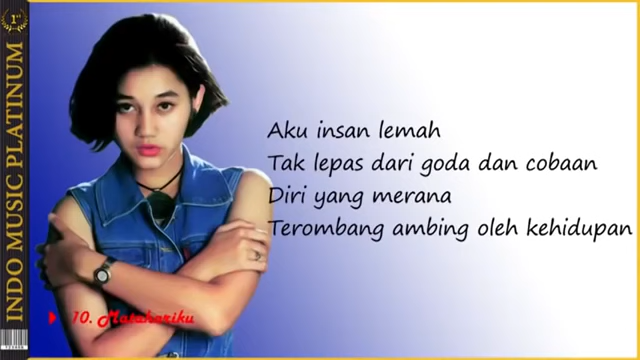 1st
INDO MUSIC PLATINUM
Aku insan lemah
Tak lepas dari goda dan cobaan
Diri yang merana
Terombang ambing oleh kehidupan
10. Matahariku